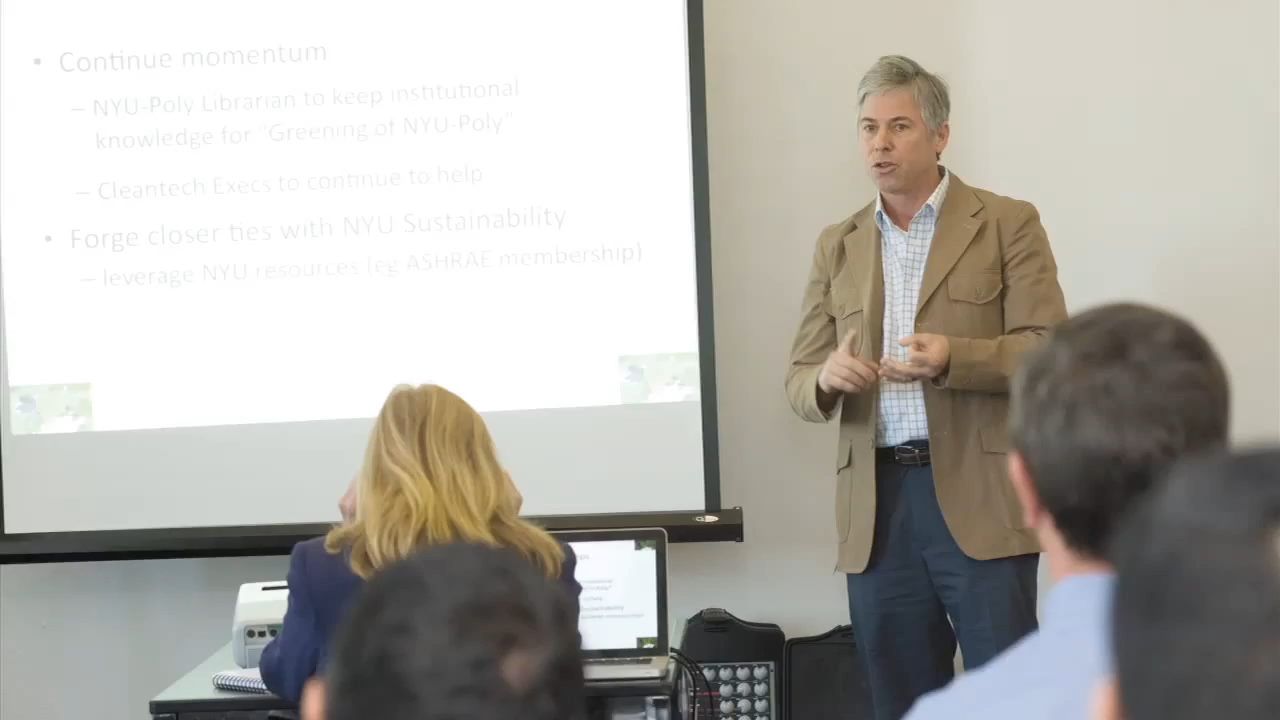 • Continue momentum
– NYU-Poly Librarian to keep institutional
knowledge for "Greening of NYU-Poly"
– Cleantech Execs to continue to help
• Forge closer ties with NYU Sustainability
– leverage NYU resources (eg ASHRAE membership)